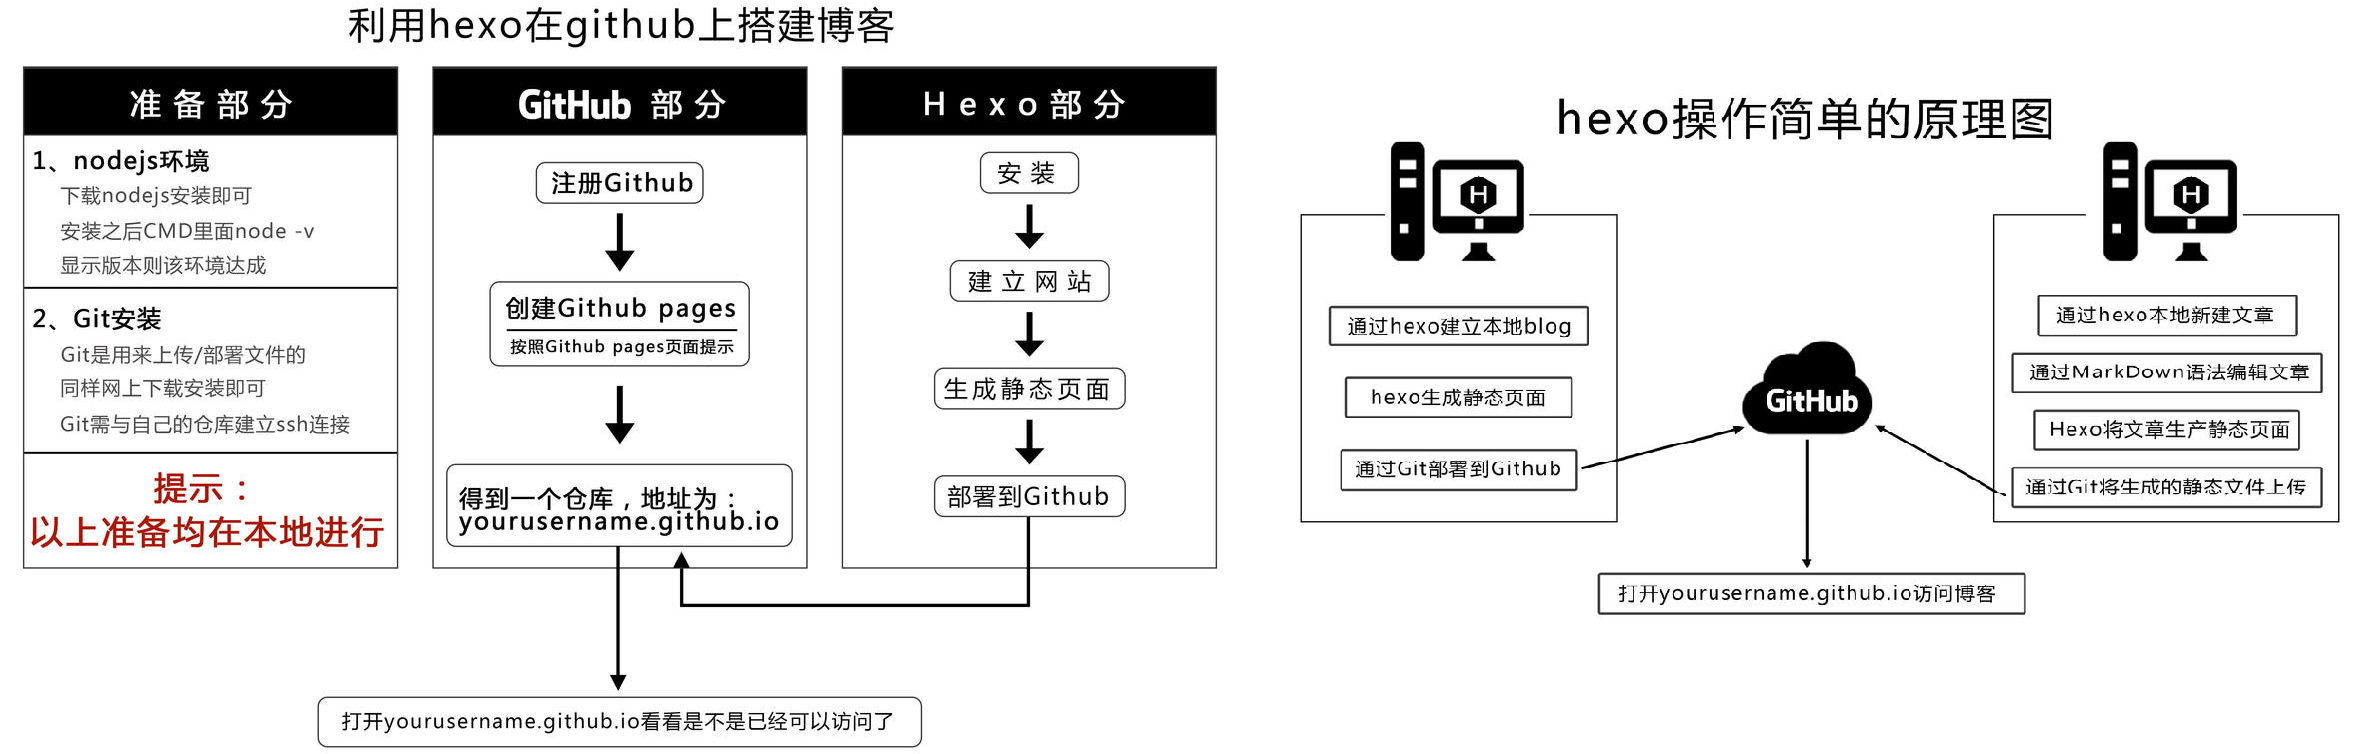 利用hexo在github上搭建博客
准备部分
1、nodejs环境
下载nodejs安装即可
安装之后CMD里面node -v
显示版本则该环境达成
2、Git安装
Git是用来上传/部署文件的
同样网上下载安装即可
Git需与自己的仓库建立ssh连接
提示：
以上准备均在本地进行
GitHub 部分
注册Github
创建Github pages
按照Github pages页面提示
得到一个仓库，地址为：
yourusername.github.io
Hexo部分
安装
建立网站
生成静态页面
部署到Github
打开yourusername.github.io看看是不是已经可以访问了
hexo操作简单的原理图
H
通过hexo建立本地blog
hexo生成静态页面
通过Git部署到Github
GitHub
H
通过hexo本地新建文章
通过MarkDown语法编辑文章
Hexo将文章生产静态页面
通过Git将生成的静态文件上传
打开yourusername.github.io访问博客